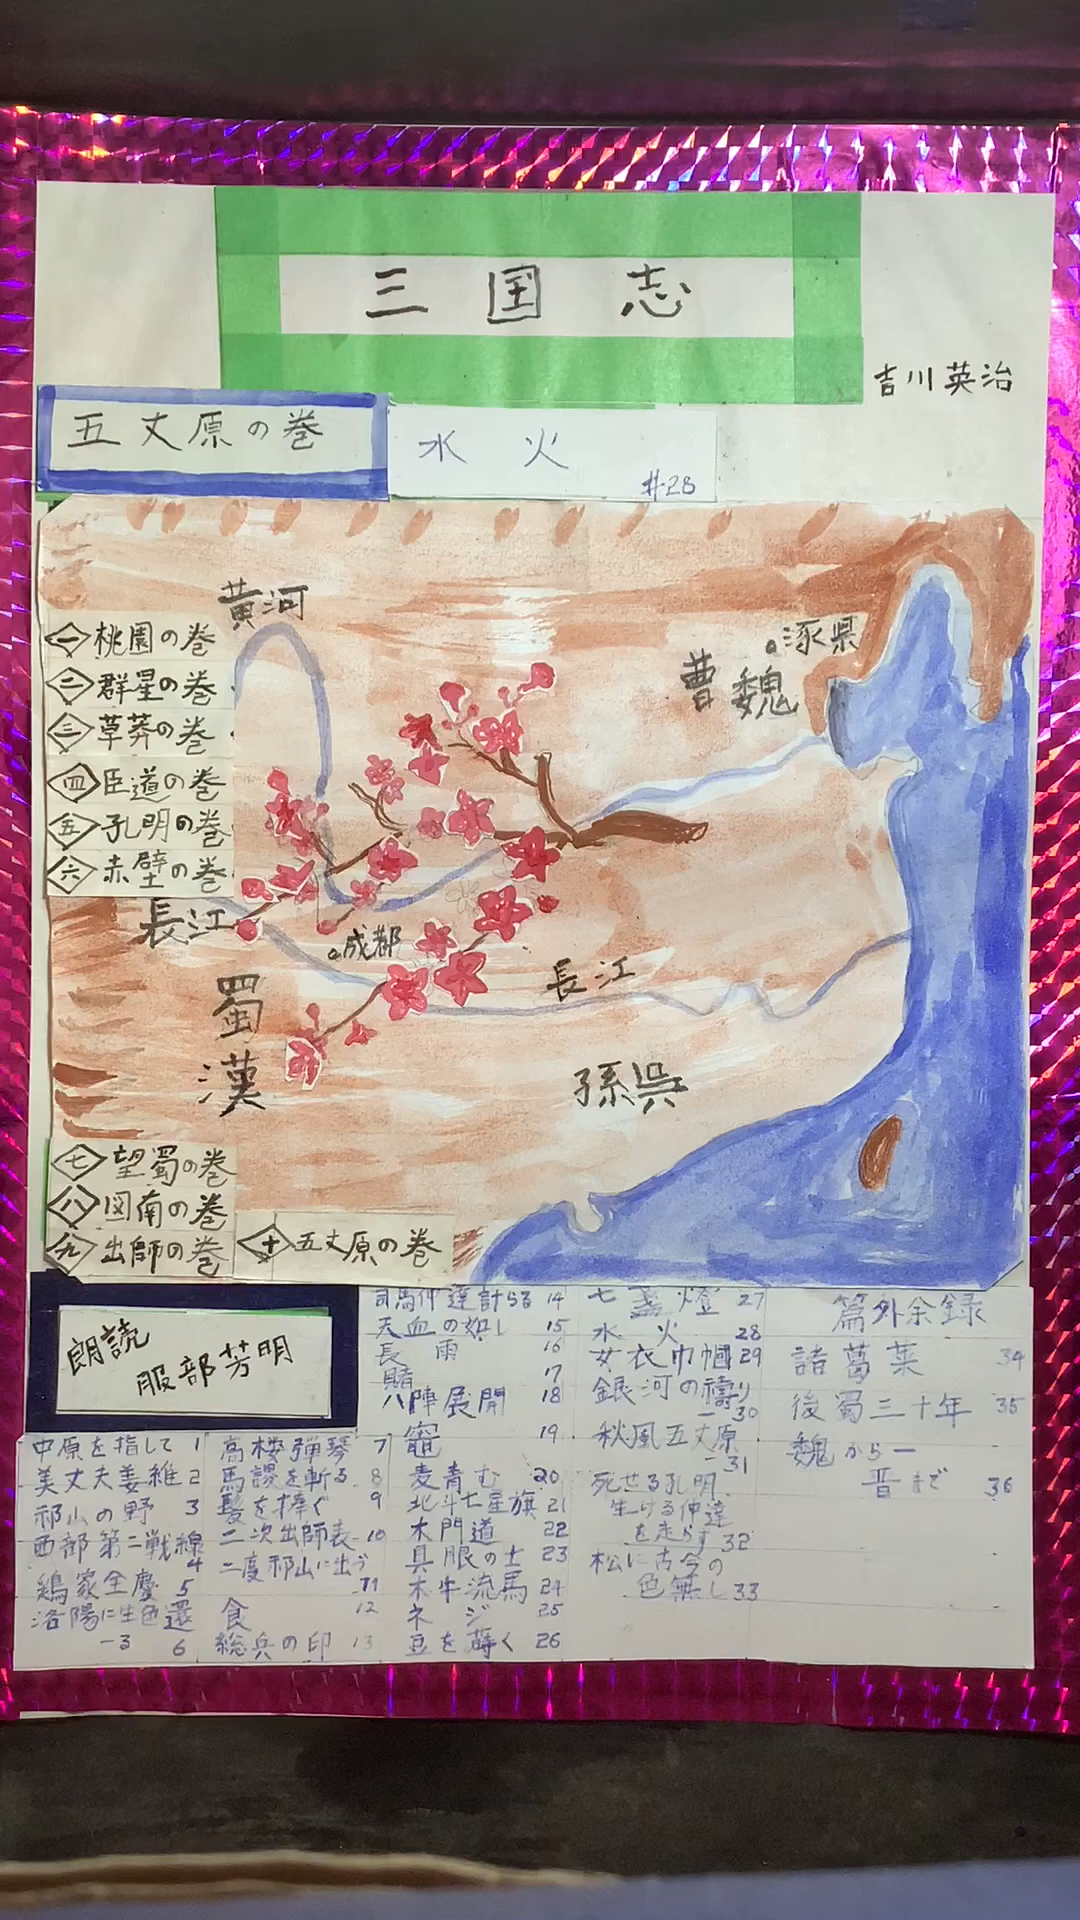 三国志
吉川英治
五丈原の巻
水火
#28
黄河
涿県
曹魏
一 桃園の巻
二 群星の巻
三 草莽の巻
四 臣道の巻
五 孔明の巻
六 赤壁の巻
長江
成都
長江
蜀漢
孫呉
七 望蜀の巻
八 図南の巻
九 出師の巻
十 五丈原の巻
朗読
服部芳明
中原を指して 1
美丈夫姜維 2
祁山の野 3
西部第二戦線 4
鶏家全慶 5
洛陽に生色還
一る 6
高楼弾琴 7
馬謖を斬る 8
髪を捧ぐ 9
二次出師表 10
二度祁山に出づ 11
食 12
総兵の印 13
司馬仲達計らる 14
天血の如し 15
長雨 16
賭 17
八陣展開 18
竈 19
麦青む 20
北斗七星旗 21
木門道 22
具眼の士 23
木牛流馬 24
ネジ 25
豆を蒔く 26
七盞燈 27
水火 28
女衣巾幗 29
銀河の禱り
-30
秋風五丈原
-31
死せる孔明、
生ける仲達
を走らす 32
松に古今の
色無し 33
篇外余録
諸葛菜 34
後蜀三十年 35
魏から一
晋まで 36